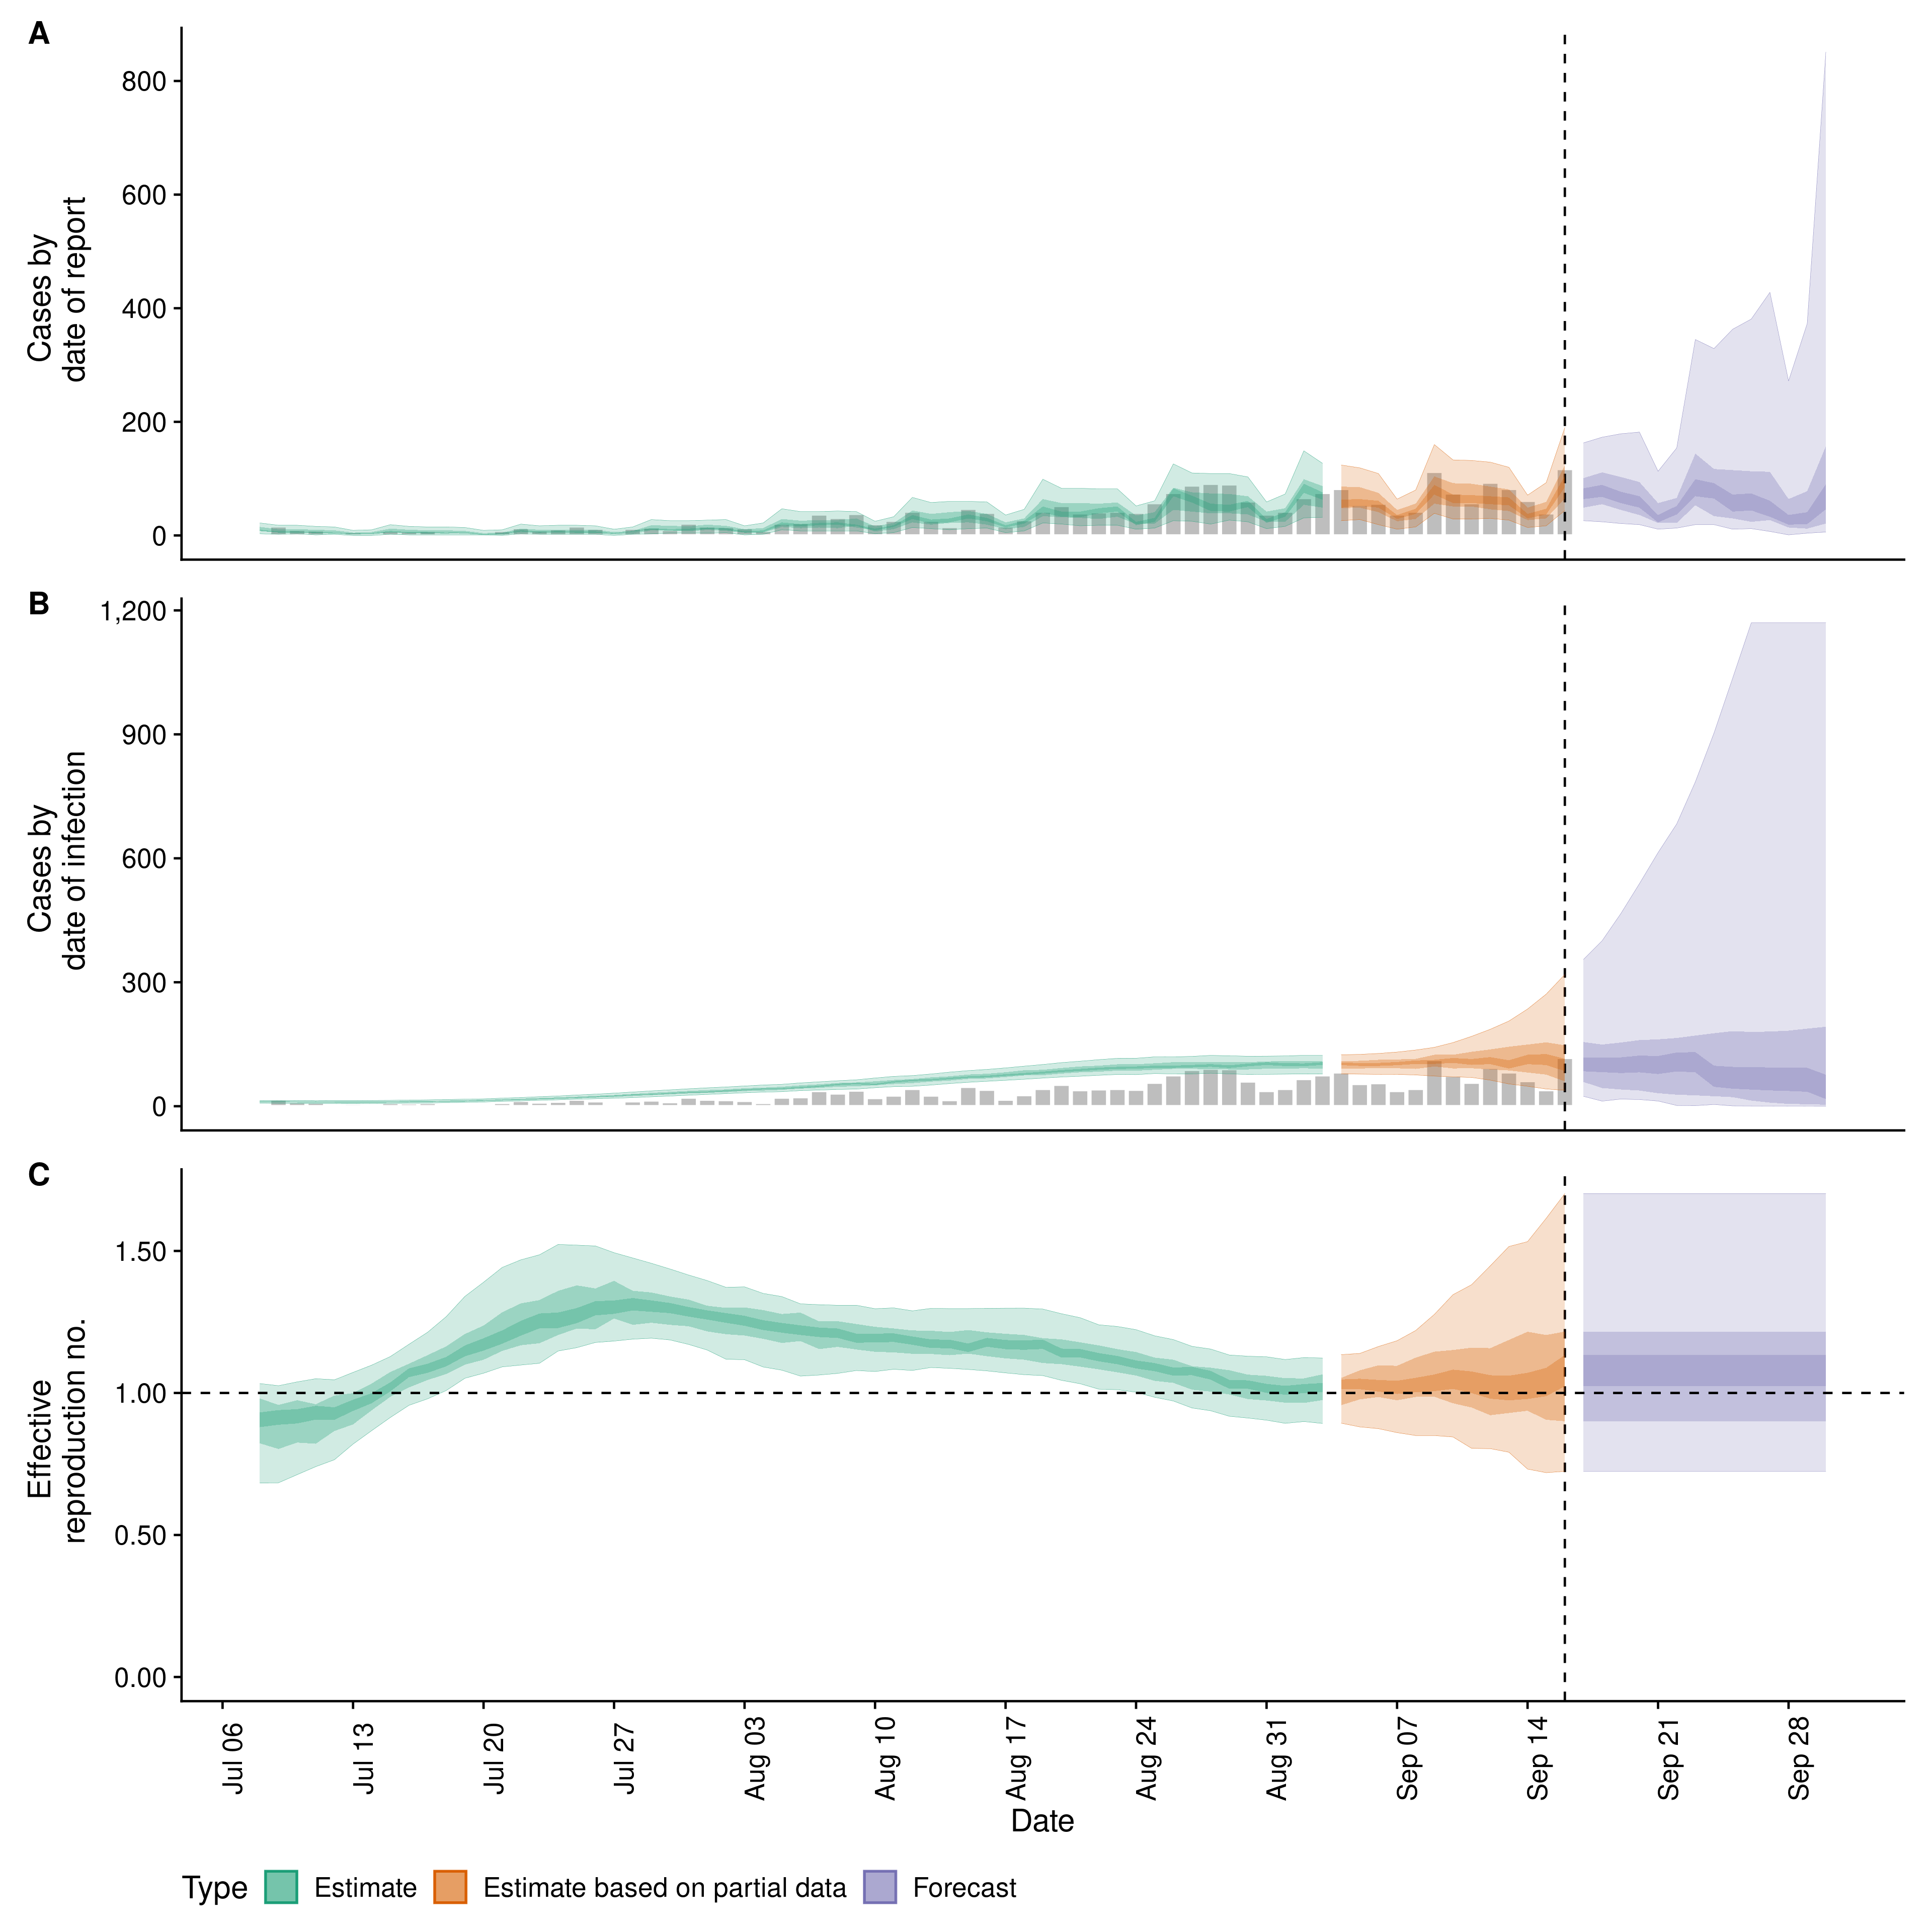 A
Cases by
date of report
800
600
400
200
0
B
Cases by
date of infection
1,200
900
600
300
0
C
Effective
reproduction no.
1.50
1.00
0.50
0.00
Jul 06
Jul 13
Jul 20
Jul 27
Aug 03
Aug 10
Aug 17
Aug 24
Aug 31
Sep 07
Sep 14
Sep 21
Sep 28
Date
Type Estimate Estimate based on partial data Forecast